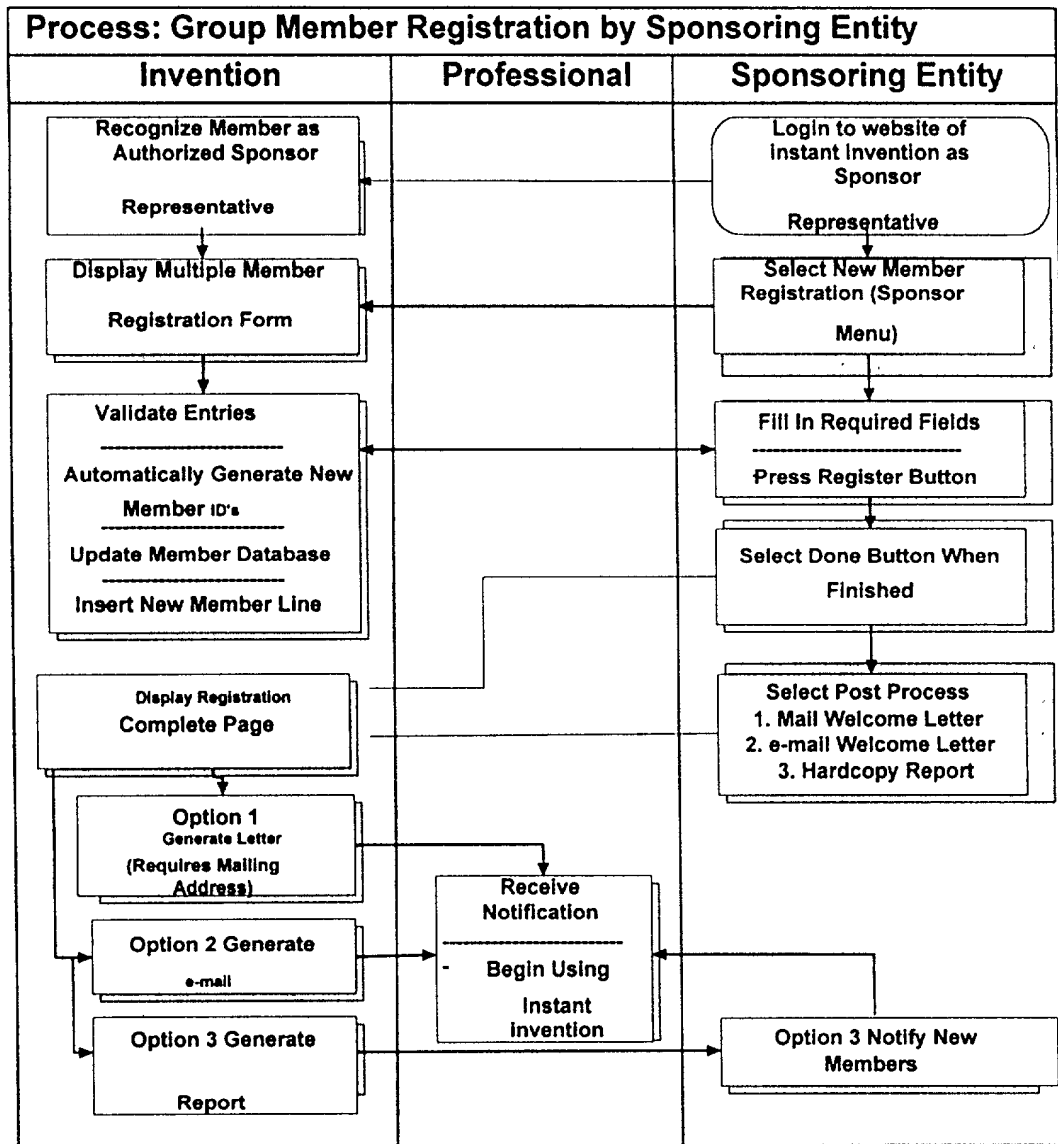 Process: Group Member Registration by Sponsoring Entity
Invention
Professional
Sponsoring Entity
Recognize Member as
Authorized Sponsor
Representative
Login to website of
Instant Invention as
Sponsor
Representative
Display Multiple Member
Registration Form
Select New Member
Registration (Sponsor
Menu)
Validate Entries
Automatically Generate New
Member ID's
Update Member Database
Insert New Member Line
Fill In Required Fields
Press Register Button
Select Done Button When
Finished
Display Registration
Complete Page
Select Post Process
1. Mail Welcome Letter
2. e-mail Welcome Letter
3. Hardcopy Report
Option 1
Generate Letter
(Requires Mailing
Address)
Receive
Notification
Begin Using
Instant
invention
Option 2 Generate
e-mail
Option 3 Generate
Report
Option 3 Notify New
Members